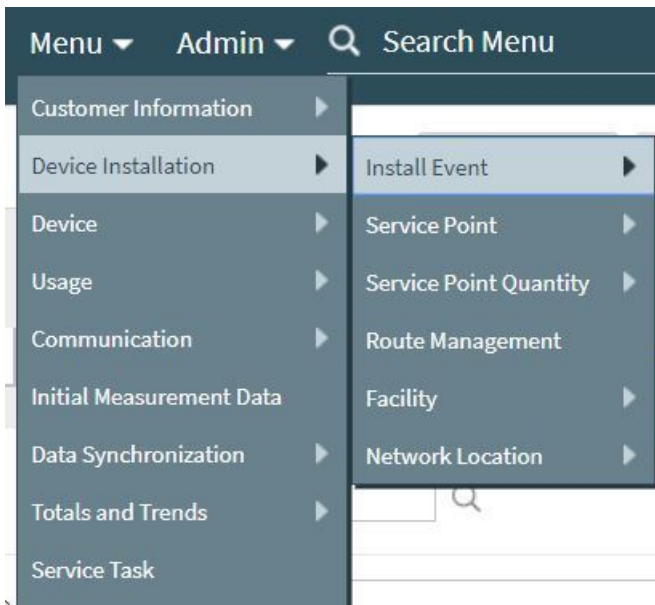 Menu Admin Search Menu
Customer Information
Device Installation
Device
Usage
Communication
Initial Measurement Data
Data Synchronization
Totals and Trends
Service Task
Install Event
Service Point
Service Point Quantity
Route Management
Facility
Network Location